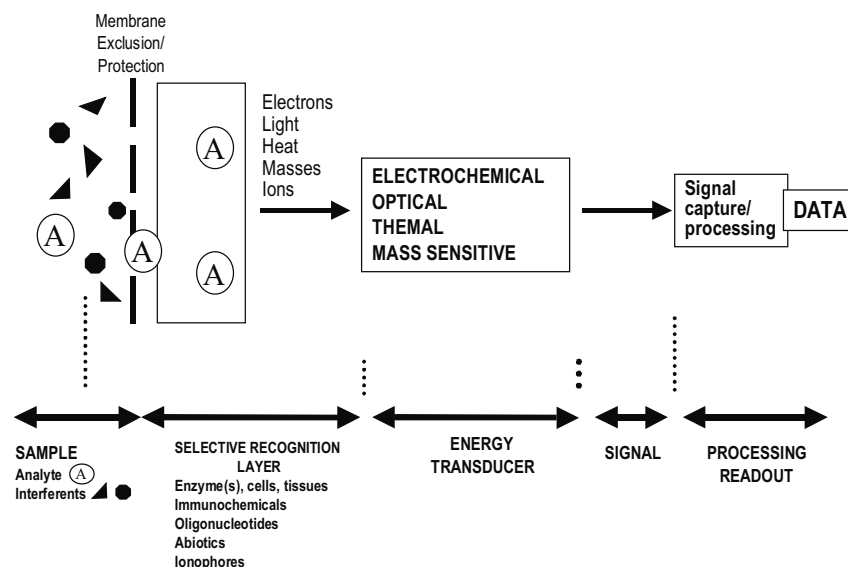 Membrane
Exclusion/
Protection
A
A
A
A
Electrons
Light
Heat
Masses
Ions
ELECTROCHEMICAL
OPTICAL
THEMAL
MASS SENSITIVE
Signal
capture/
processing
DATA
SAMPLE
Analyte A
Interferents
SELECTIVE RECOGNITION
LAYER
Enzyme(s), cells, tissues
Immunochemicals
Oligonucleotides
Abiotics
Ionophores
ENERGY
TRANSDUCER
SIGNAL
PROCESSING
READOUT